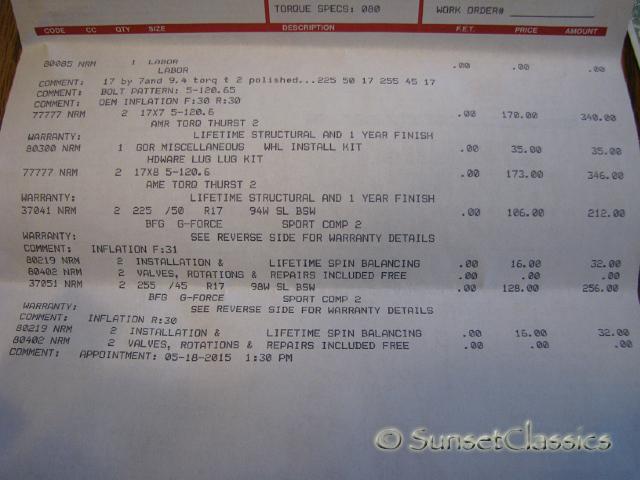 TORQUE SPECS: 080 WORK ORDER#
CODE CC QTY SIZE DESCRIPTION F.E.T. PRICE AMOUNT
80085 NRM 1 LABOR .00 .00 .00
LABOR
COMMENT: 17 by 7and 9.4 torq t 2 polished...225 50 17 255 45 17
COMMENT: BOLT PATTERN: 5-120.65
COMMENT: OEM INFLATION F:30 R:30
77777 NRM 2 17X7 5-120.6 .00 170.00 340.00
AMR TORQ THURST 2
WARRANTY: LIFETIME STRUCTURAL AND 1 YEAR FINISH
80300 NRM 1 GOR MISCELLANEOUS WHL INSTALL KIT .00 35.00 35.00
HDWARE LUG LUG KIT
77777 NRM 2 17X8 5-120.6 .00 173.00 346.00
AME TORQ THURST 2
WARRANTY: LIFETIME STRUCTURAL AND 1 YEAR FINISH
37041 NRM 2 225 /50 R17 94W SL BSW .00 106.00 212.00
BFG G-FORCE SPORT COMP 2
WARRANTY: SEE REVERSE SIDE FOR WARRANTY DETAILS
COMMENT: INFLATION F:31
80219 NRM 2 INSTALLATION & LIFETIME SPIN BALANCING .00 16.00 32.00
80402 NRM 2 VALVES, ROTATIONS & REPAIRS INCLUDED FREE .00 .00 .00
37051 NRM 2 255 /45 R17 98W SL BSW .00 128.00 256.00
BFG G-FORCE SPORT COMP 2
WARRANTY: SEE REVERSE SIDE FOR WARRANTY DETAILS
COMMENT: INFLATION R:30
80219 NRM 2 INSTALLATION & LIFETIME SPIN BALANCING .00 16.00 32.00
80402 NRM 2 VALVES, ROTATIONS & REPAIRS INCLUDED FREE .00 .00 .00
COMMENT: APPOINTMENT: 05-18-2015 1:30 PM
© SunsetClassics